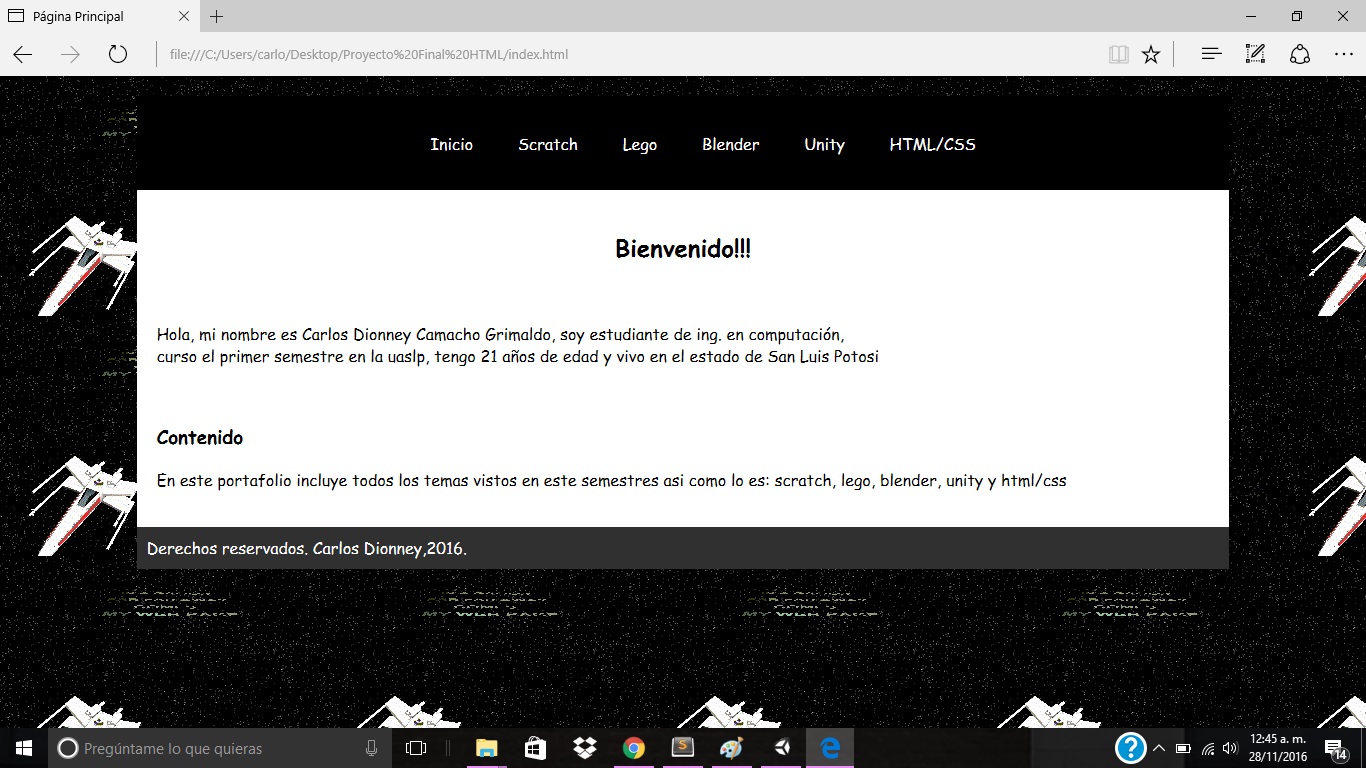 Página Principal
file:///C:/Users/carlo/Desktop/Proyecto%20Final%20HTML/index.html
Inicio Scratch Lego Blender Unity HTML/CSS
Bienvenido!!!
Hola, mi nombre es Carlos Dionney Camacho Grimaldo, soy estudiante de ing. en computación,
curso el primer semestre en la uaslp, tengo 21 años de edad y vivo en el estado de San Luis Potosi
Contenido
En este portafolio incluye todos los temas vistos en este semestres asi como lo es: scratch, lego, blender, unity y html/css
Derechos reservados. Carlos Dionney,2016.
Pregúntame lo que quieras
12:45 a. m.
28/11/2016
14